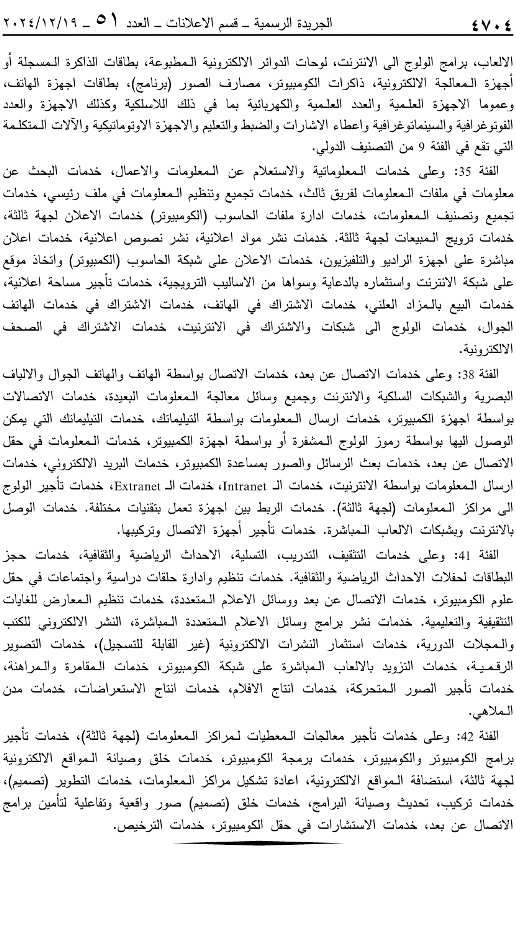 ٤٧٠٤ الجريدة الرسمية – قسم الاعلانات – العدد ٥١ – ٢٠٢٤/١٢/١٩
الالعاب، برامج الولوج الى الانترنت، لوحات الدوائر الالكترونية المطبوعة، بطاقات الذاكرة المسجلة أو
أجهزة المعالجة الالكترونية، ذاكرات الكومبيوتر، مصارف الصور (برنامج)، بطاقات اجهزة الهاتف،
وعموما الاجهزة العلمية والعدد العلمية والكهربائية بما في ذلك اللاسلكية وكذلك الاجهزة والعدد
الفوتوغرافية والسينماتوغرافية واعطاء الاشارات والضبط والتعليم والاجهزة الاوتوماتيكية والآلات المتكلمة
التي تقع في الفئة 9 من التصنيف الدولي.
الفئة 35: وعلى خدمات المعلوماتية والاستعلام عن المعلومات والاعمال، خدمات البحث عن
معلومات في ملفات المعلومات لفريق ثالث، خدمات تجميع وتنظيم المعلومات في ملف رئيسي، خدمات
تجميع وتصنيف المعلومات، خدمات ادارة ملفات الحاسوب (الكومبيوتر) خدمات الاعلان لجهة ثالثة،
خدمات ترويج المبيعات لجهة ثالثة. خدمات نشر مواد اعلانية، نشر نصوص اعلانية، خدمات اعلان
مباشرة على اجهزة الراديو والتلفيزيون، خدمات الاعلان على شبكة الحاسوب (الكمبيوتر) واتخاذ موقع
على شبكة الانترنت واستثماره بالدعاية وسواها من الاساليب الترويجية، خدمات تأجير مساحة اعلانية،
خدمات البيع بالمزاد العلني، خدمات الاشتراك في الهاتف، خدمات الاشتراك في خدمات الهاتف
الجوال، خدمات الولوج الى شبكات والاشتراك في الانترنيت، خدمات الاشتراك في الصحف
الالكترونية.
الفئة 38: وعلى خدمات الاتصال عن بعد، خدمات الاتصال بواسطة الهاتف والهاتف الجوال والالياف
البصرية والشبكات السلكية والانترنت وجميع وسائل معالجة المعلومات البعيدة، خدمات الاتصالات
بواسطة اجهزة الكمبيوتر، خدمات ارسال المعلومات بواسطة التيليماتك، خدمات التيليماتك التي يمكن
الوصول اليها بواسطة رموز الولوج المشفرة أو بواسطة اجهزة الكمبيوتر، خدمات المعلومات في حقل
الاتصال عن بعد، خدمات بعث الرسائل والصور بمساعدة الكمبيوتر، خدمات البريد الالكتروني، خدمات
ارسال المعلومات بواسطة الانترنيت، خدمات الـ Intranet، خدمات الـ Extranet، خدمات تأجير الولوج
الى مراكز المعلومات (لجهة ثالثة). خدمات الربط بين اجهزة تعمل بتقنيات مختلفة. خدمات الوصل
بالانترنت وبشبكات الالعاب المباشرة. خدمات تأجير أجهزة الاتصال وتركيبها.
الفئة 41: وعلى خدمات التثقيف، التدريب، التسلية، الاحداث الرياضية والثقافية، خدمات حجز
البطاقات لحفلات الاحداث الرياضية والثقافية. خدمات تنظيم وادارة حلقات دراسية واجتماعات في حقل
علوم الكومبيوتر، خدمات الاتصال عن بعد ووسائل الاعلام المتعددة، خدمات تنظيم المعارض للغايات
التثقيفية والتعليمية. خدمات نشر برامج وسائل الاعلام المتعددة المباشرة، النشر الالكتروني للكتب
والمجلات الدورية، خدمات استثمار النشرات الالكترونية (غير القابلة للتسجيل)، خدمات التصوير
الرقمية، خدمات التزويد بالالعاب المباشرة على شبكة الكومبيوتر، خدمات المقامرة والمراهنة،
خدمات تأجير الصور المتحركة، خدمات انتاج الافلام، خدمات انتاج الاستعراضات، خدمات مدن
الملاهي.
الفئة 42: وعلى خدمات تأجير معالجات المعطيات لمراكز المعلومات (لجهة ثالثة)، خدمات تأجير
برامج الكومبيوتر والكومبيوتر، خدمات برمجة الكومبيوتر، خدمات خلق وصيانة المواقع الالكترونية
لجهة ثالثة، استضافة المواقع الالكترونية، اعادة تشكيل مراكز المعلومات، خدمات التطوير (تصميم)،
خدمات تركيب، تحديث وصيانة البرامج، خدمات خلق (تصميم) صور واقعية وتفاعلية لتأمين برامج
الاتصال عن بعد، خدمات الاستشارات في حقل الكومبيوتر، خدمات الترخيص.